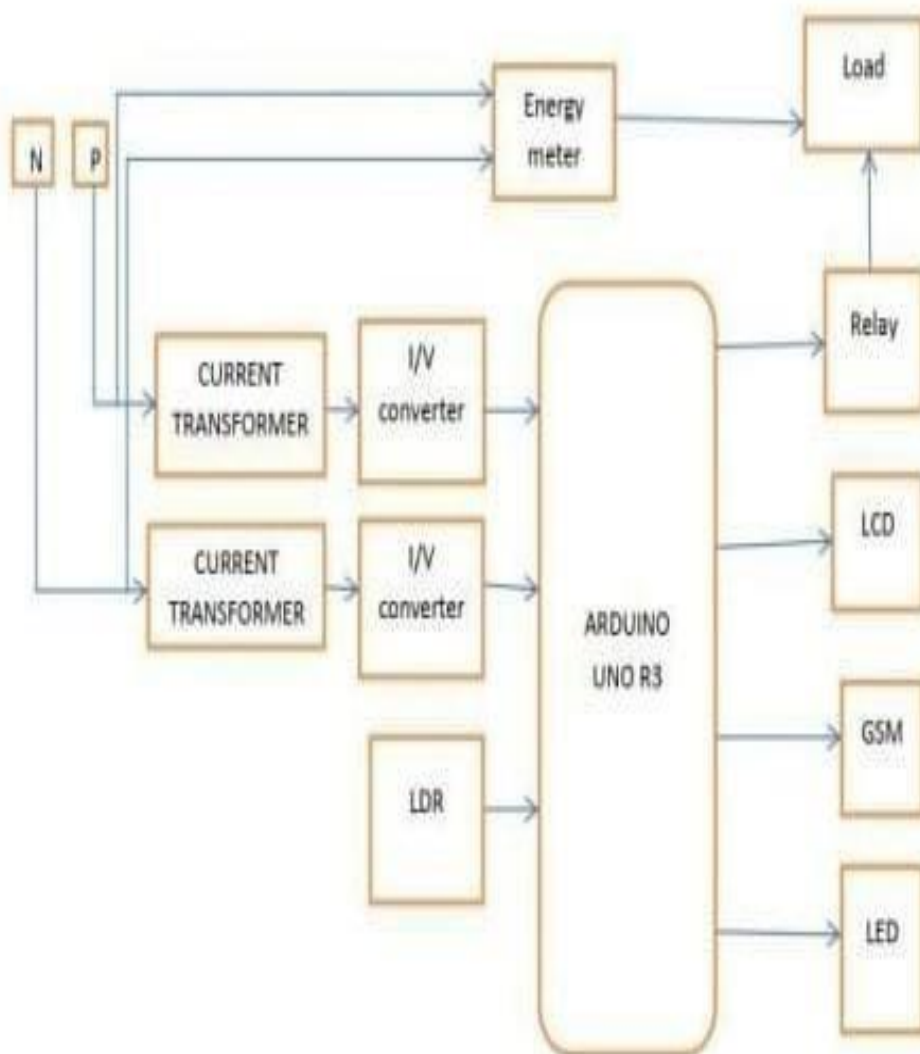 Load
Energy
meter
N
P
Relay
CURRENT
TRANSFORMER
I/V
converter
CURRENT
TRANSFORMER
I/V
converter
LCD
ARDUINO
UNO R3
GSM
LDR
LED